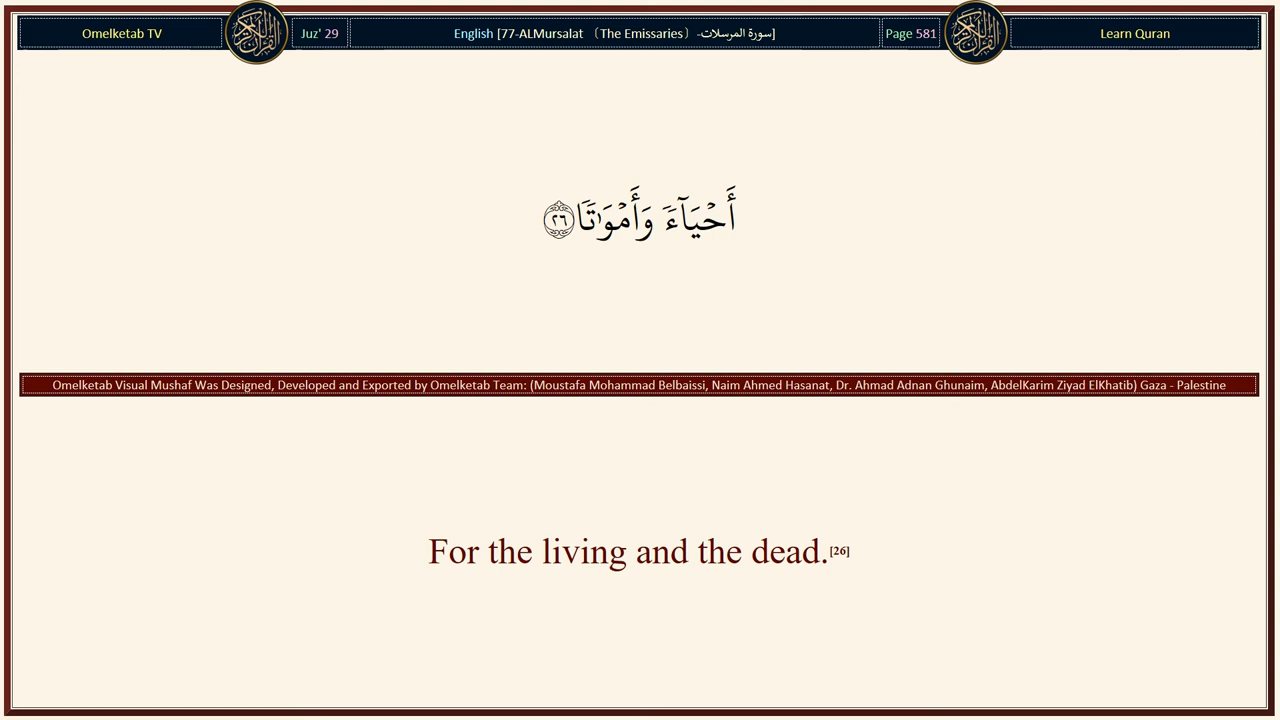 Omelketab TV
Juz' 29
English [77-ALMursalat （The Emissaries） -سورة المرسلات]
Page 581
Learn Quran
أَحۡيَآءٗ وَأَمۡوَٰتٗا ٢٦
Omelketab Visual Mushaf Was Designed, Developed and Exported by Omelketab Team: (Moustafa Mohammad Belbaissi, Naim Ahmed Hasanat, Dr. Ahmad Adnan Ghunaim, AbdelKarim Ziyad ElKhatib) Gaza - Palestine
For the living and the dead.[26]